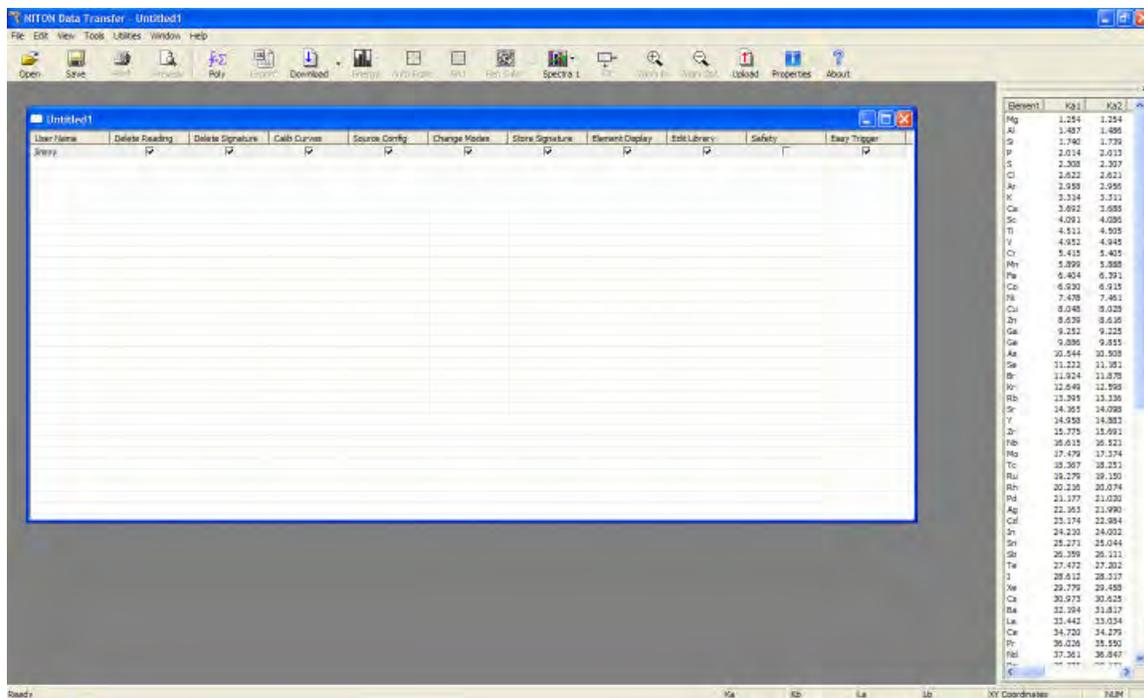 NITON Data Transfer - Untitled1
File Edit View Tools Utilities Window Help
Open Save Print Preview Poly Export Download Energy Spectra 1 Upload Properties About
Untitled1
User Name Delete Reading Delete Signature Calib Curves Source Config Change Modes Store Signature Element Display Edit Library Safety Easy Trigger
Element Ka1 Ka2
Mg 1.254 1.254
Al 1.487 1.486
Si 1.740 1.739
P 2.014 2.013
S 2.308 2.307
Cl 2.622 2.621
Ar 2.958 2.956
K 3.314 3.311
Ca 3.692 3.688
Sc 4.091 4.086
Ti 4.511 4.505
V 4.952 4.945
Cr 5.415 5.405
Mn 5.899 5.888
Fe 6.404 6.391
Co 6.930 6.915
Ni 7.478 7.461
Cu 8.048 8.028
Zn 8.639 8.616
Ga 9.252 9.225
Ge 9.886 9.855
As 10.544 10.508
Se 11.222 11.181
Br 11.924 11.878
Kr 12.649 12.598
Rb 13.395 13.336
Sr 14.165 14.098
Y 14.958 14.883
Zr 15.775 15.691
Nb 16.615 16.521
Mo 17.479 17.374
Tc 18.367 18.251
Ru 19.279 19.150
Rh 20.216 20.074
Pd 21.177 21.020
Ag 22.163 21.990
Cd 23.174 22.984
In 24.210 24.002
Sn 25.271 25.044
Sb 26.359 26.111
Te 27.472 27.202
I 28.612 28.317
Xe 29.779 29.458
Cs 30.973 30.625
Ba 32.194 31.817
La 33.442 33.034
Ce 34.720 34.279
Pr 36.026 35.550
Nd 37.361 36.847
Ready Ka Kb La Lb XY Coordinates NUM